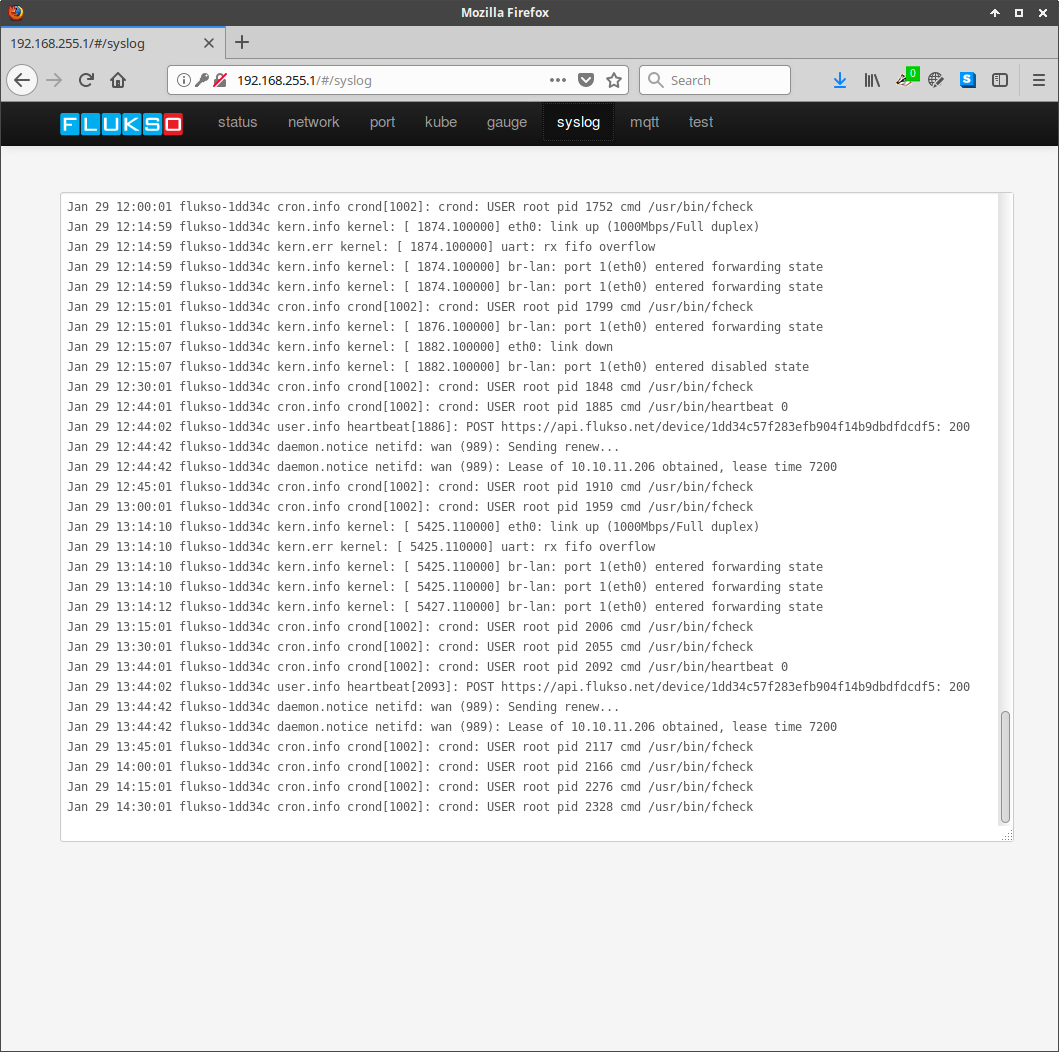 Mozilla Firefox
192.168.255.1/#/syslog
192.168.255.1/#/syslog
Search
0
S
FLUKSO
status network port kube gauge syslog mqtt test
Jan 29 12:00:01 flukso-1dd34c cron.info crond[1002]: crond: USER root pid 1752 cmd /usr/bin/fcheck
Jan 29 12:14:59 flukso-1dd34c kern.info kernel: [ 1874.100000] eth0: link up (1000Mbps/Full duplex)
Jan 29 12:14:59 flukso-1dd34c kern.err kernel: [ 1874.100000] uart: rx fifo overflow
Jan 29 12:14:59 flukso-1dd34c kern.info kernel: [ 1874.100000] br-lan: port 1(eth0) entered forwarding state
Jan 29 12:14:59 flukso-1dd34c kern.info kernel: [ 1874.100000] br-lan: port 1(eth0) entered forwarding state
Jan 29 12:15:01 flukso-1dd34c cron.info crond[1002]: crond: USER root pid 1799 cmd /usr/bin/fcheck
Jan 29 12:15:01 flukso-1dd34c kern.info kernel: [ 1876.100000] br-lan: port 1(eth0) entered forwarding state
Jan 29 12:15:07 flukso-1dd34c kern.info kernel: [ 1882.100000] eth0: link down
Jan 29 12:15:07 flukso-1dd34c kern.info kernel: [ 1882.100000] br-lan: port 1(eth0) entered disabled state
Jan 29 12:30:01 flukso-1dd34c cron.info crond[1002]: crond: USER root pid 1848 cmd /usr/bin/fcheck
Jan 29 12:44:01 flukso-1dd34c cron.info crond[1002]: crond: USER root pid 1885 cmd /usr/bin/heartbeat 0
Jan 29 12:44:02 flukso-1dd34c user.info heartbeat[1886]: POST https://api.flukso.net/device/1dd34c57f283efb904f14b9dbdfdcdf5: 200
Jan 29 12:44:42 flukso-1dd34c daemon.notice netifd: wan (989): Sending renew...
Jan 29 12:44:42 flukso-1dd34c daemon.notice netifd: wan (989): Lease of 10.10.11.206 obtained, lease time 7200
Jan 29 12:45:01 flukso-1dd34c cron.info crond[1002]: crond: USER root pid 1910 cmd /usr/bin/fcheck
Jan 29 13:00:01 flukso-1dd34c cron.info crond[1002]: crond: USER root pid 1959 cmd /usr/bin/fcheck
Jan 29 13:14:10 flukso-1dd34c kern.info kernel: [ 5425.110000] eth0: link up (1000Mbps/Full duplex)
Jan 29 13:14:10 flukso-1dd34c kern.err kernel: [ 5425.110000] uart: rx fifo overflow
Jan 29 13:14:10 flukso-1dd34c kern.info kernel: [ 5425.110000] br-lan: port 1(eth0) entered forwarding state
Jan 29 13:14:10 flukso-1dd34c kern.info kernel: [ 5425.110000] br-lan: port 1(eth0) entered forwarding state
Jan 29 13:14:12 flukso-1dd34c kern.info kernel: [ 5427.110000] br-lan: port 1(eth0) entered forwarding state
Jan 29 13:15:01 flukso-1dd34c cron.info crond[1002]: crond: USER root pid 2006 cmd /usr/bin/fcheck
Jan 29 13:30:01 flukso-1dd34c cron.info crond[1002]: crond: USER root pid 2055 cmd /usr/bin/fcheck
Jan 29 13:44:01 flukso-1dd34c cron.info crond[1002]: crond: USER root pid 2092 cmd /usr/bin/heartbeat 0
Jan 29 13:44:02 flukso-1dd34c user.info heartbeat[2093]: POST https://api.flukso.net/device/1dd34c57f283efb904f14b9dbdfdcdf5: 200
Jan 29 13:44:42 flukso-1dd34c daemon.notice netifd: wan (989): Sending renew...
Jan 29 13:44:42 flukso-1dd34c daemon.notice netifd: wan (989): Lease of 10.10.11.206 obtained, lease time 7200
Jan 29 13:45:01 flukso-1dd34c cron.info crond[1002]: crond: USER root pid 2117 cmd /usr/bin/fcheck
Jan 29 14:00:01 flukso-1dd34c cron.info crond[1002]: crond: USER root pid 2166 cmd /usr/bin/fcheck
Jan 29 14:15:01 flukso-1dd34c cron.info crond[1002]: crond: USER root pid 2276 cmd /usr/bin/fcheck
Jan 29 14:30:01 flukso-1dd34c cron.info crond[1002]: crond: USER root pid 2328 cmd /usr/bin/fcheck